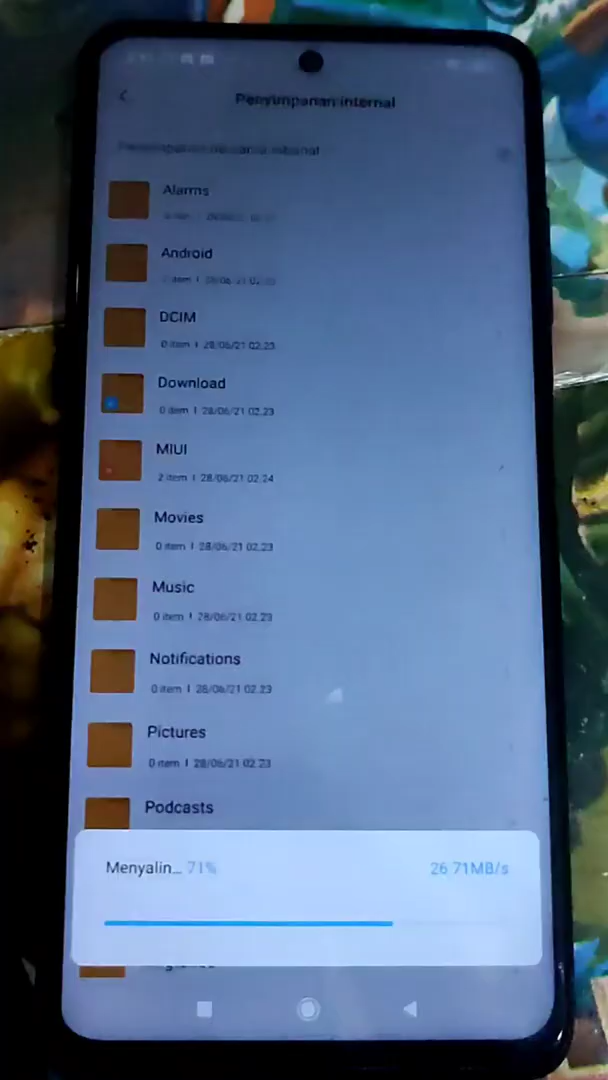 Penyimpanan internal
Alarms
Android
DCIM
0 item | 28/06/21 02.23
Download
0 item | 28/06/21 02.23
MIUI
2 item | 28/06/21 02.24
Movies
0 item | 28/06/21 02.23
Music
0 item | 28/06/21 02.23
Notifications
0 item | 28/06/21 02.23
Pictures
0 item | 28/06/21 02.23
Podcasts
Menyalin... 71% 26.71MB/s